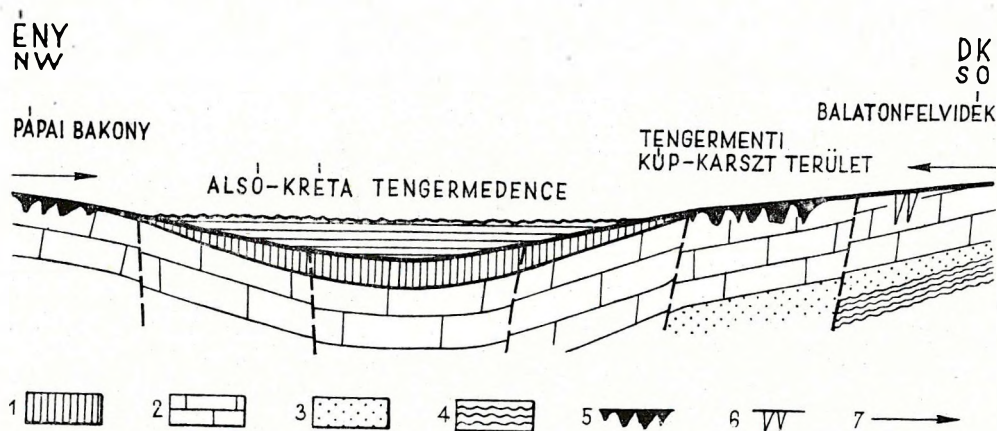 ÉNY
NW
DK
SO
PÁPAI BAKONY
BALATONFELVIDÉK
TENGERMENTI
KÚP-KARSZT TERÜLET
ALSÓ-KRÉTA TENGERMEDENCE
1 2 3 4 5 6 7